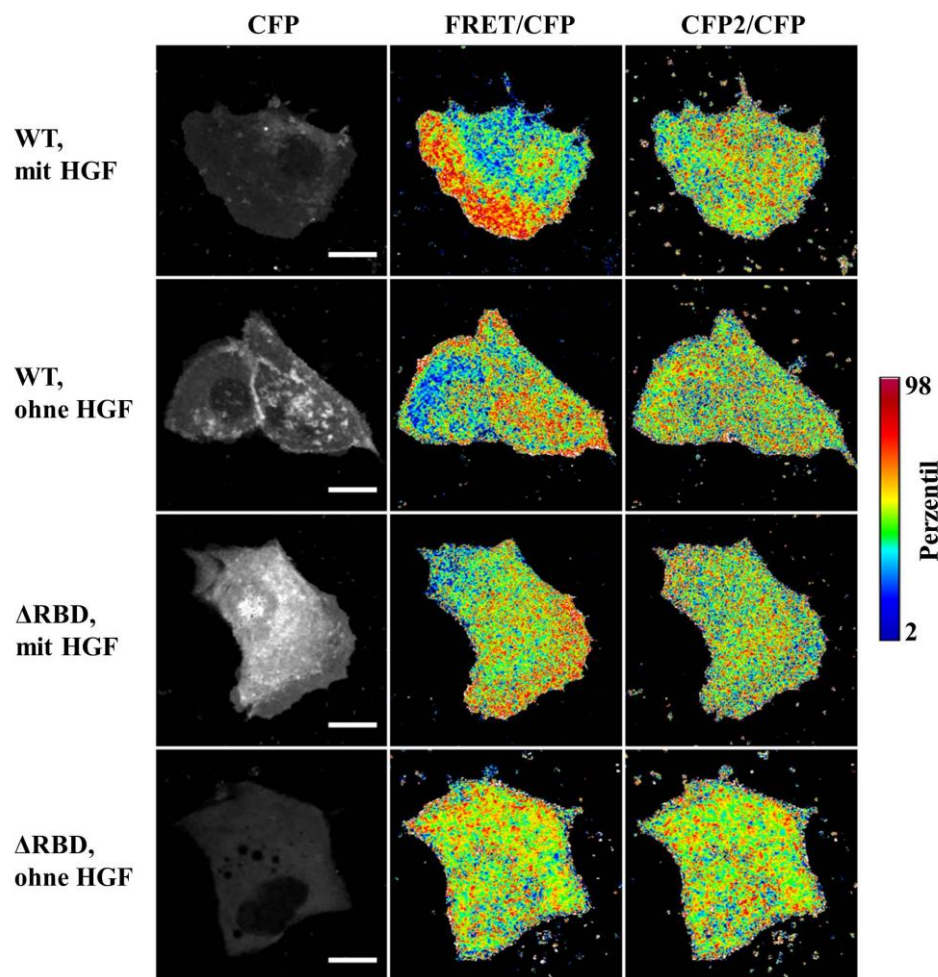 CFP FRET/CFP CFP2/CFP
WT,
mit HGF
WT,
ohne HGF
98
Perzentil
2
ΔRBD,
mit HGF
ΔRBD,
ohne HGF